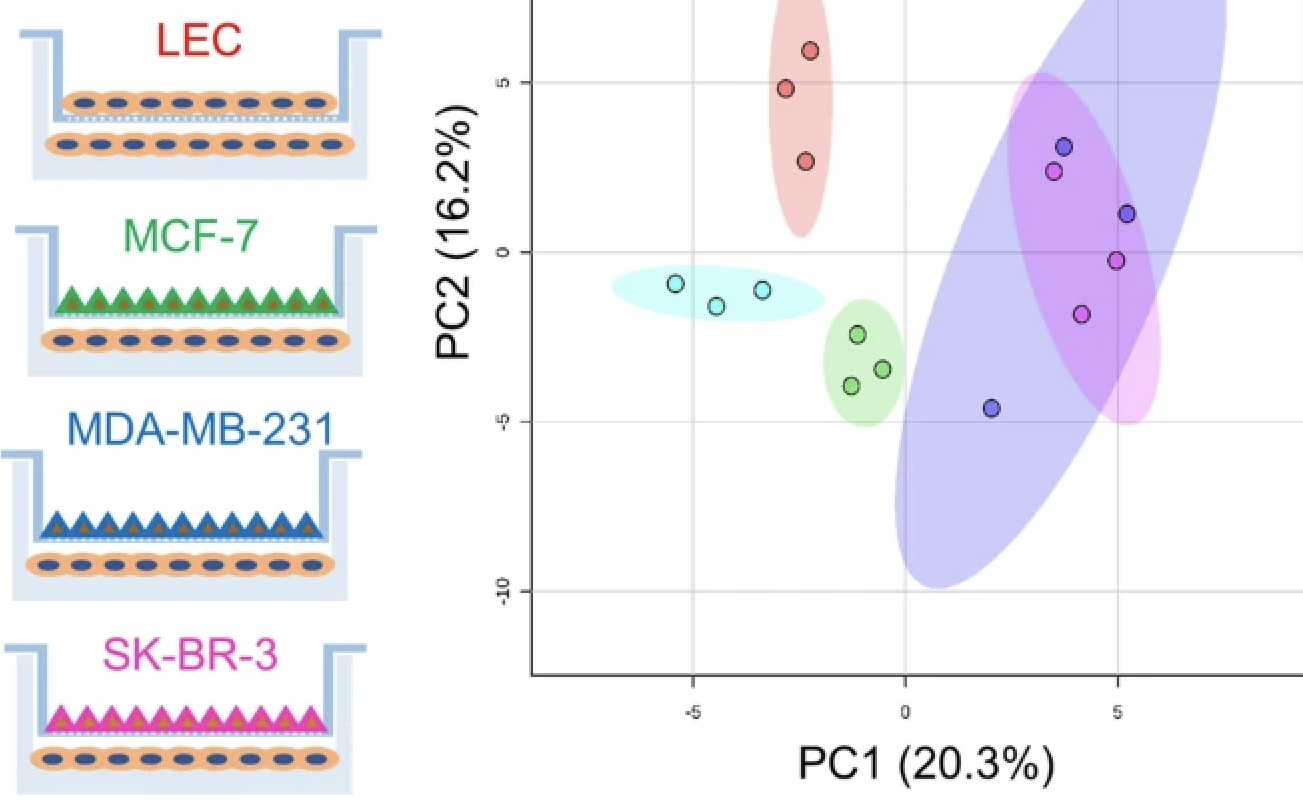 LEC
MCF-7
MDA-MB-231
SK-BR-3
PC2 (16.2%)
5
0
-5
-10
-5
0
5
PC1 (20.3%)